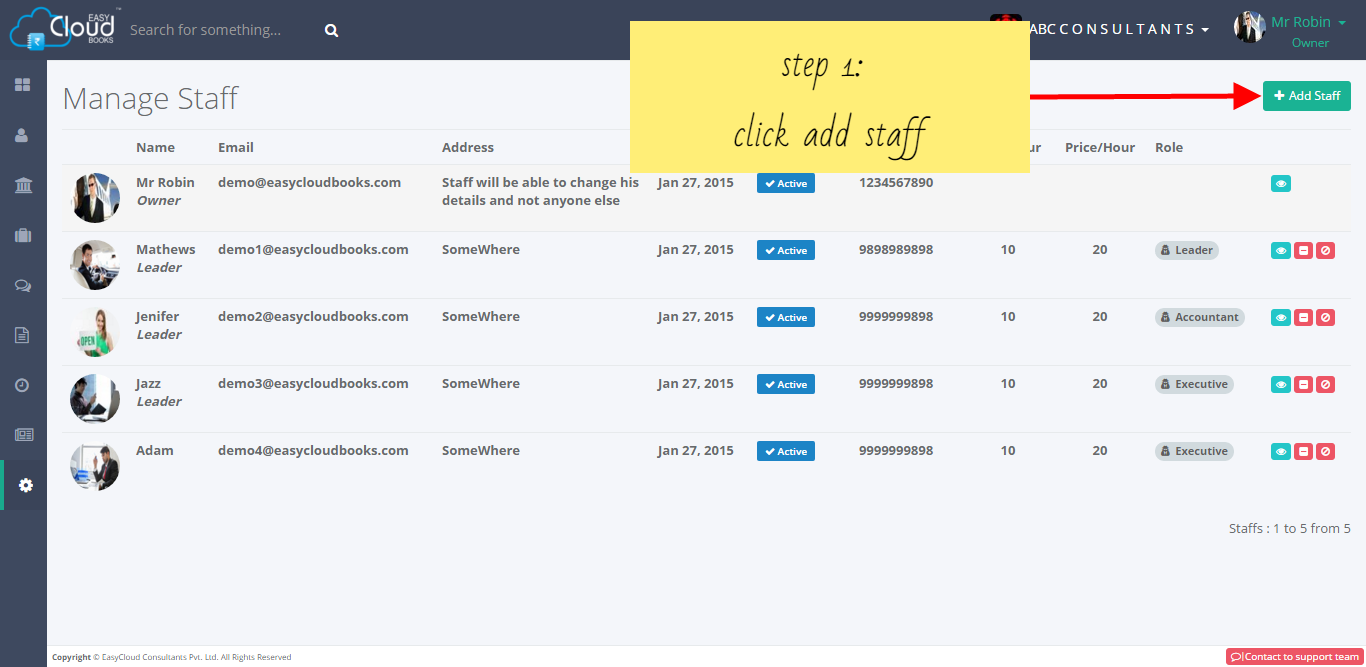 EASY
Cloud
BOOKS
™
Search for something...
ABC CONSULTANTS
Mr Robin
Owner
step 1:
click add staff
Manage Staff
+ Add Staff
Name Email Address Price/Hour Role
Mr Robin demo@easycloudbooks.com Staff will be able to change his Jan 27, 2015 Active 1234567890
Owner details and not anyone else
Mathews demo1@easycloudbooks.com SomeWhere Jan 27, 2015 Active 9898989898 10 20 Leader
Leader
Jenifer demo2@easycloudbooks.com SomeWhere Jan 27, 2015 Active 9999999898 10 20 Accountant
Leader
OPEN
Jazz demo3@easycloudbooks.com SomeWhere Jan 27, 2015 Active 9999999898 10 20 Executive
Leader
Adam demo4@easycloudbooks.com SomeWhere Jan 27, 2015 Active 9999999898 10 20 Executive
Staffs : 1 to 5 from 5
Copyright © EasyCloud Consultants Pvt. Ltd. All Rights Reserved
Contact to support team